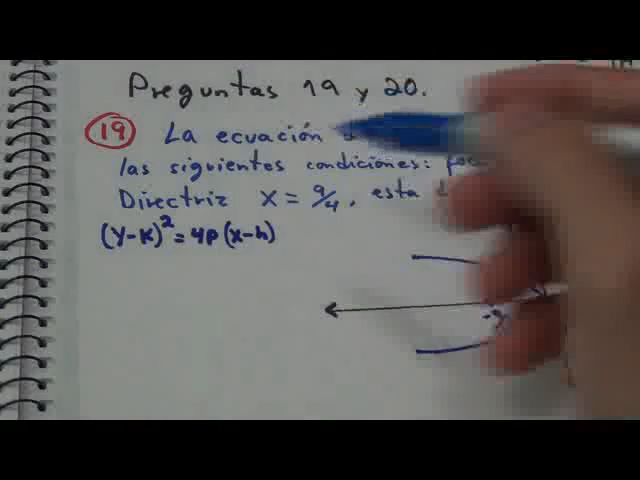 Preguntas 19 y 20.
19 La ecuación
las siguientes condiciones:
Directriz X = 9/4, esta
(Y-K)² = 4P(x-h)